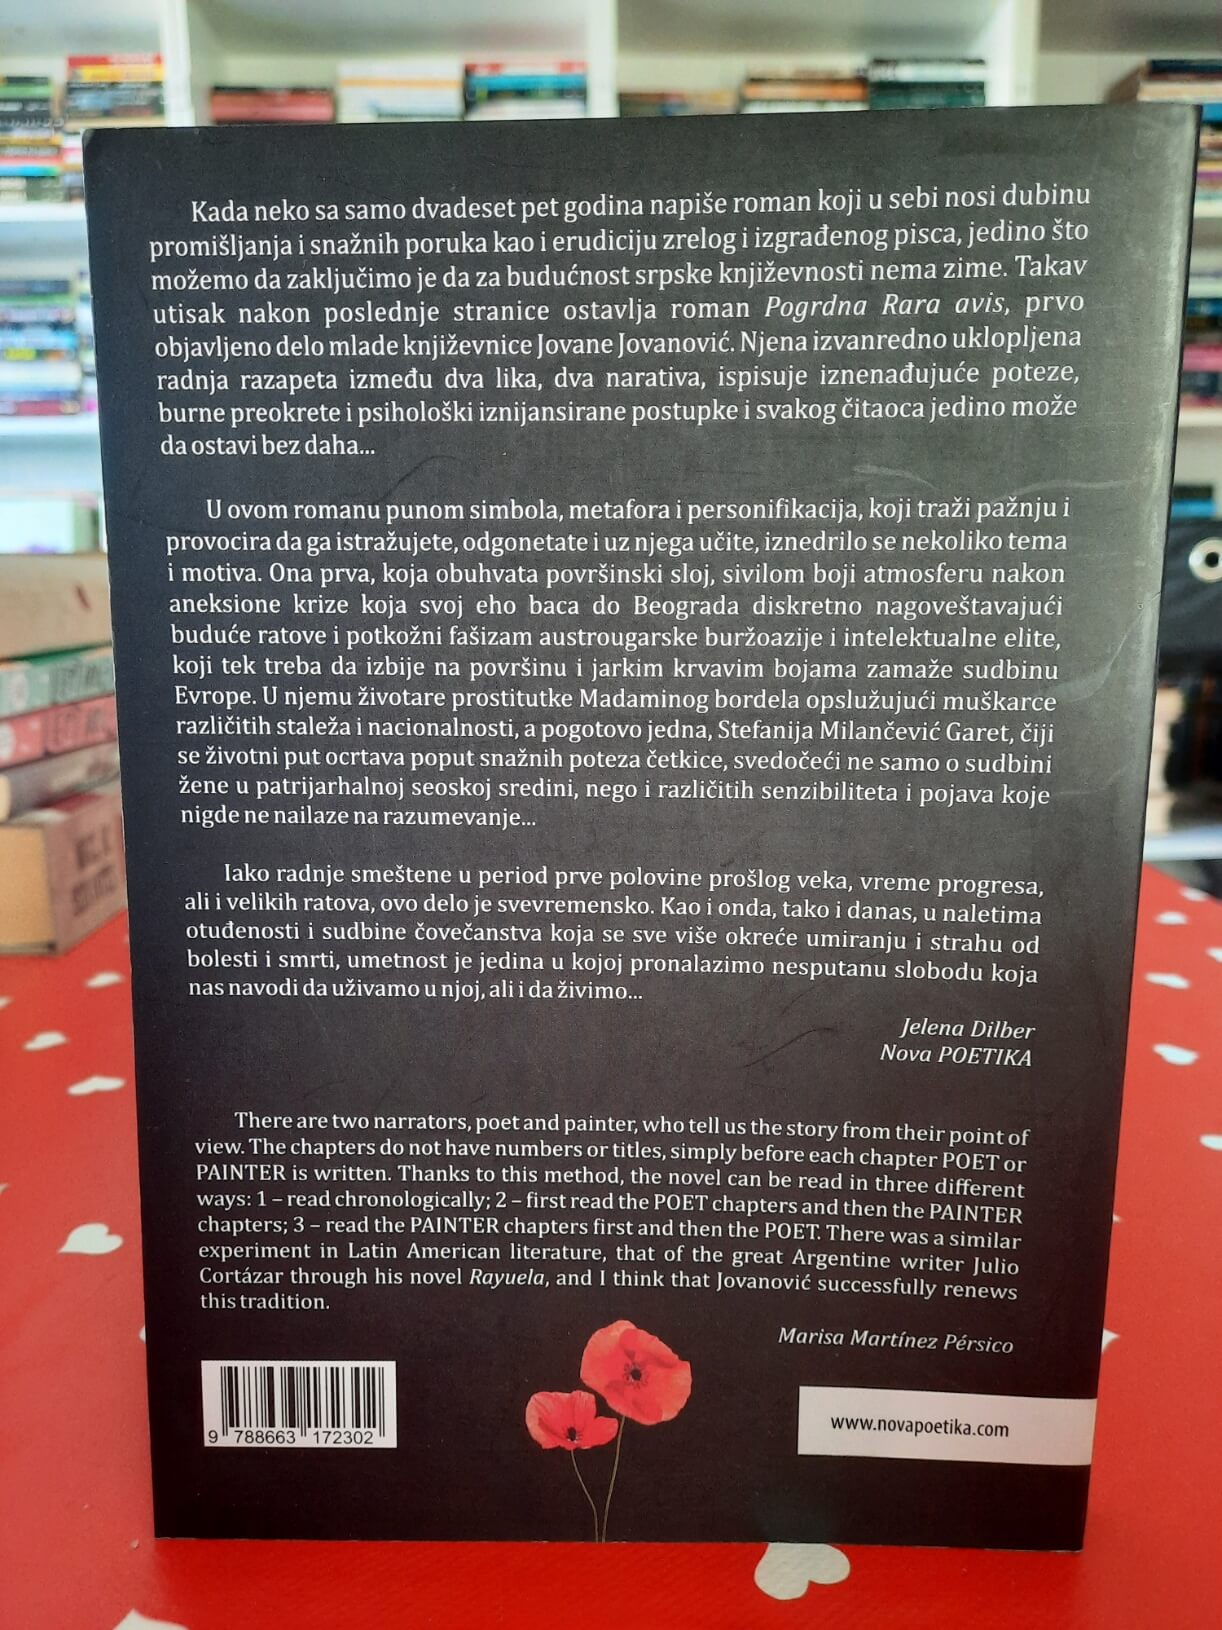 Kada neko sa samo dvadeset pet godina napiše roman koji u sebi nosi dubinu
promišljanja i snažnih poruka kao i erudiciju zrelog i izgrađenog pisca, jedino što
možemo da zaključimo je da za budućnost srpske književnosti nema zime. Takav
utisak nakon poslednje stranice ostavlja roman Pogrdna Rara avis, prvo
objavljeno delo mlade književnice Jovane Jovanović. Njena izvanredno uklopljena
radnja razapeta između dva lika, dva narativa, ispisuje iznenađujuće poteze,
burne preokrete i psihološki iznijansirane postupke i svakog čitaoca jedino može
da ostavi bez daha...
U ovom romanu punom simbola, metafora i personifikacija, koji traži pažnju i
provocira da ga istražujete, odgonetate i uz njega učite, iznedrilo se nekoliko tema
i motiva. Ona prva, koja obuhvata površinski sloj, sivilom boji atmosferu nakon
aneksione krize koja svoj eho baca do Beograda diskretno nagoveštavajući
buduće ratove i potkožni fašizam austrougarske buržoazije i intelektualne elite,
koji tek treba da izbije na površinu i jarkim krvavim bojama zamaže sudbinu
Evrope. U njemu životare prostitutke Madaminog bordela opslužujući muškarce
različitih staleža i nacionalnosti, a pogotovo jedna, Stefanija Milančević Garet, čiji
se životni put ocrtava poput snažnih poteza četkice, svedočeći ne samo o sudbini
žene u patrijarhalnoj seoskoj sredini, nego i različitih senzibiliteta i pojava koje
nigde ne nailaze na razumevanje...
Iako radnje smeštene u period prve polovine prošlog veka, vreme progresa,
ali i velikih ratova, ovo delo je svevremensko. Kao i onda, tako i danas, u naletima
otuđenosti i sudbine čovečanstva koja se sve više okreće umiranju i strahu od
bolesti i smrti, umetnost je jedina u kojoj pronalazimo nesputanu slobodu koja
nas navodi da uživamo u njoj, ali i da živimo...
Jelena Dilber
Nova POETIKA
There are two narrators, poet and painter, who tell us the story from their point of
view. The chapters do not have numbers or titles, simply before each chapter POET or
PAINTER is written. Thanks to this method, the novel can be read in three different
ways: 1 – read chronologically; 2 – first read the POET chapters and then the PAINTER
chapters; 3 – read the PAINTER chapters first and then the POET. There was a similar
experiment in Latin American literature, that of the great Argentine writer Julio
Cortázar through his novel Rayuela, and I think that Jovanović successfully renews
this tradition.
Marisa Martínez Pérsico
9 788663 172302
www.novapoetika.com